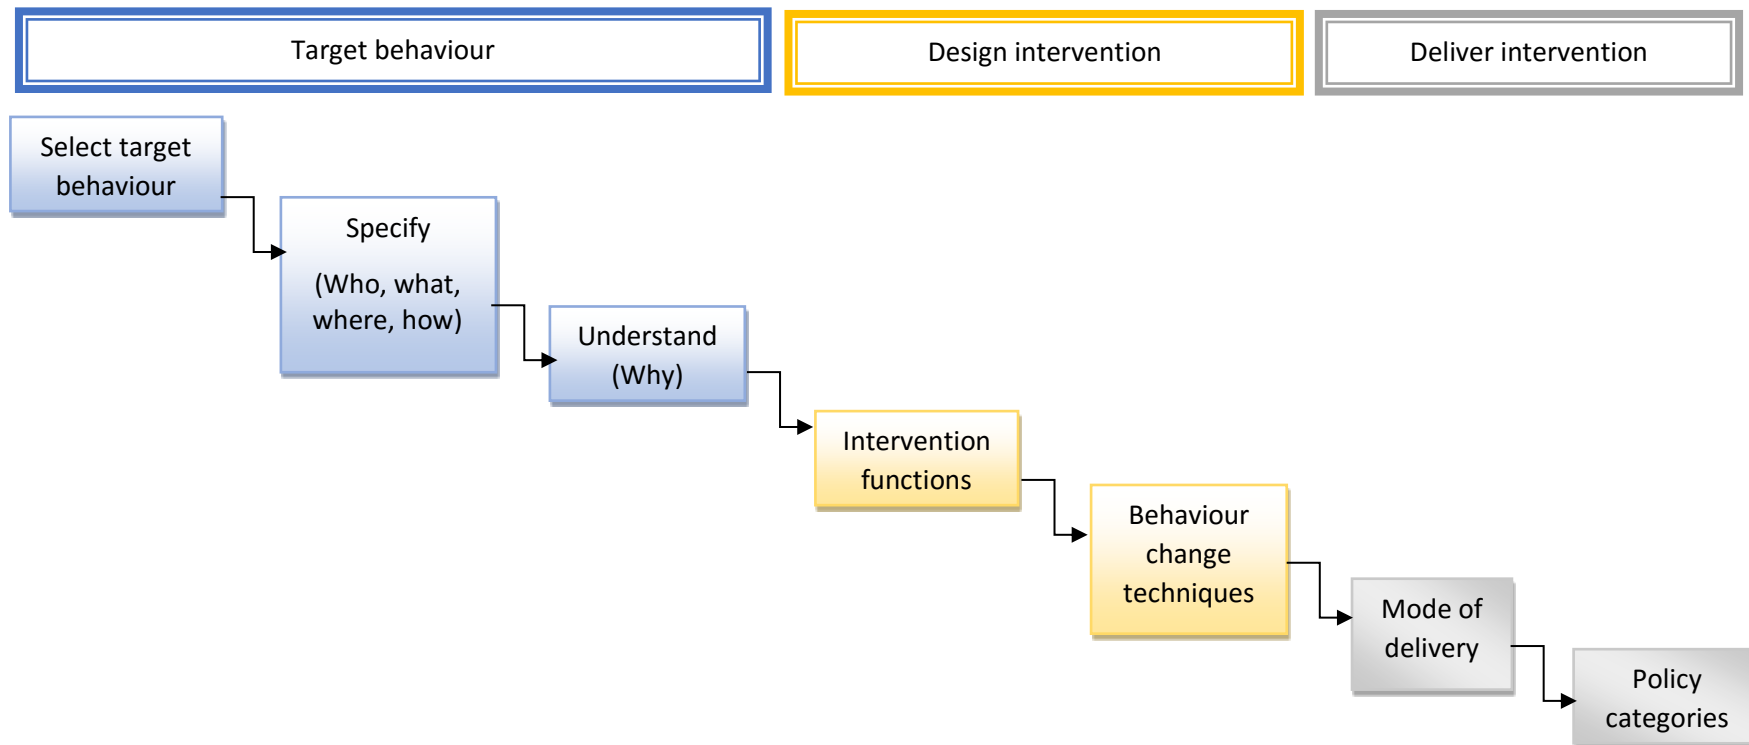 Target behaviour
Design intervention
Deliver intervention
Select target
behaviour
Specify
(Who, what,
where, how)
Understand
(Why)
Intervention
functions
Behaviour
change
techniques
Mode of
delivery
Policy
categories